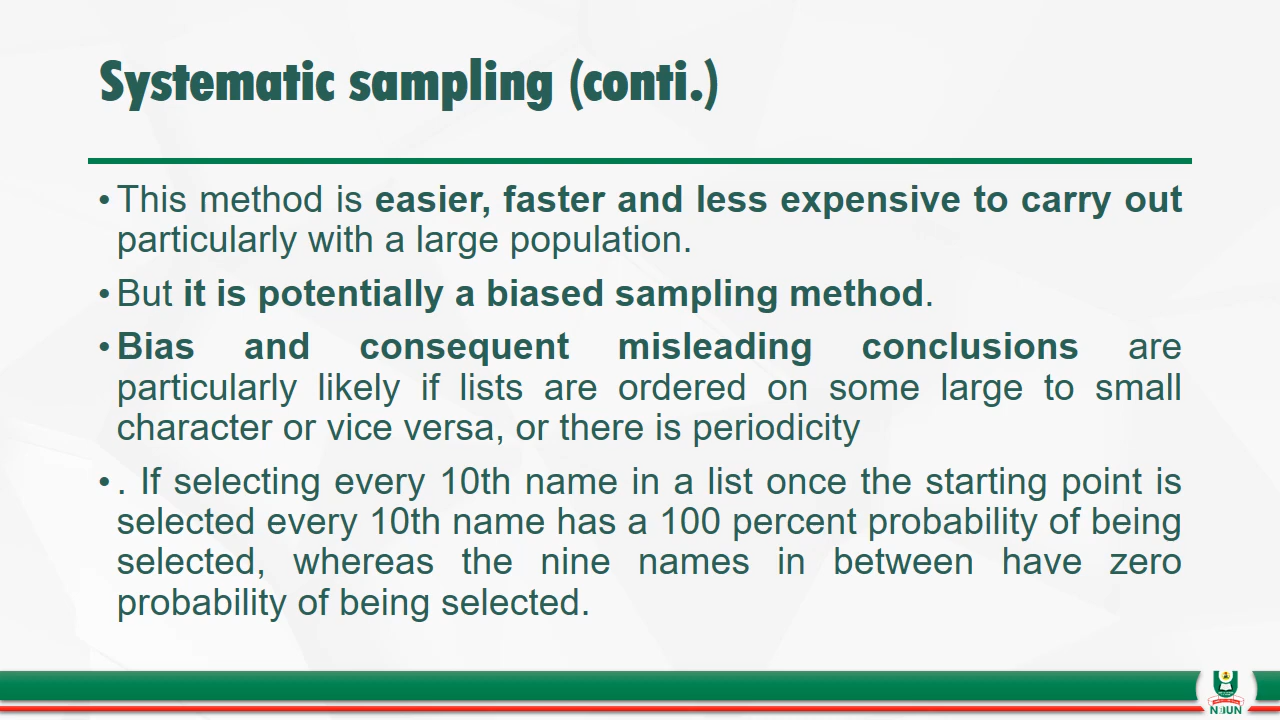 Systematic sampling (conti.)
• This method is easier, faster and less expensive to carry out
particularly with a large population.
• But it is potentially a biased sampling method.
• Bias and consequent misleading conclusions are
particularly likely if lists are ordered on some large to small
character or vice versa, or there is periodicity
• . If selecting every 10th name in a list once the starting point is
selected every 10th name has a 100 percent probability of being
selected, whereas the nine names in between have zero
probability of being selected.